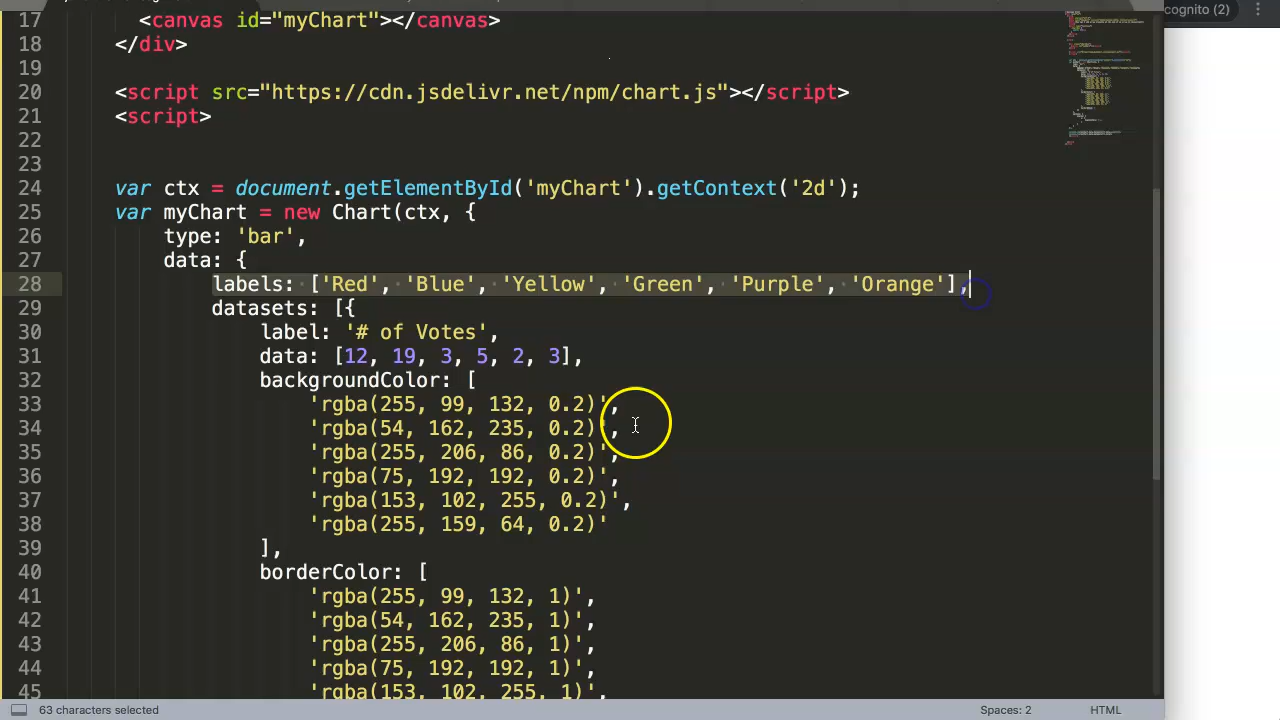 cognito (2)
17 <canvas id="myChart"></canvas>
18 </div>
19
20 <script src="https://cdn.jsdelivr.net/npm/chart.js"></script>
21 <script>
22
23
24 var ctx = document.getElementById('myChart').getContext('2d');
25 var myChart = new Chart(ctx, {
26 type: 'bar',
27 data: {
28 labels: ['Red', 'Blue', 'Yellow', 'Green', 'Purple', 'Orange'],
29 datasets: [{
30 label: '# of Votes',
31 data: [12, 19, 3, 5, 2, 3],
32 backgroundColor: [
33 'rgba(255, 99, 132, 0.2)',
34 'rgba(54, 162, 235, 0.2)',
35 'rgba(255, 206, 86, 0.2)',
36 'rgba(75, 192, 192, 0.2)',
37 'rgba(153, 102, 255, 0.2)',
38 'rgba(255, 159, 64, 0.2)'
39 ],
40 borderColor: [
41 'rgba(255, 99, 132, 1)',
42 'rgba(54, 162, 235, 1)',
43 'rgba(255, 206, 86, 1)',
44 'rgba(75, 192, 192, 1)',
45 'rgba(153, 102, 255, 1)',
63 characters selected
Spaces: 2
HTML